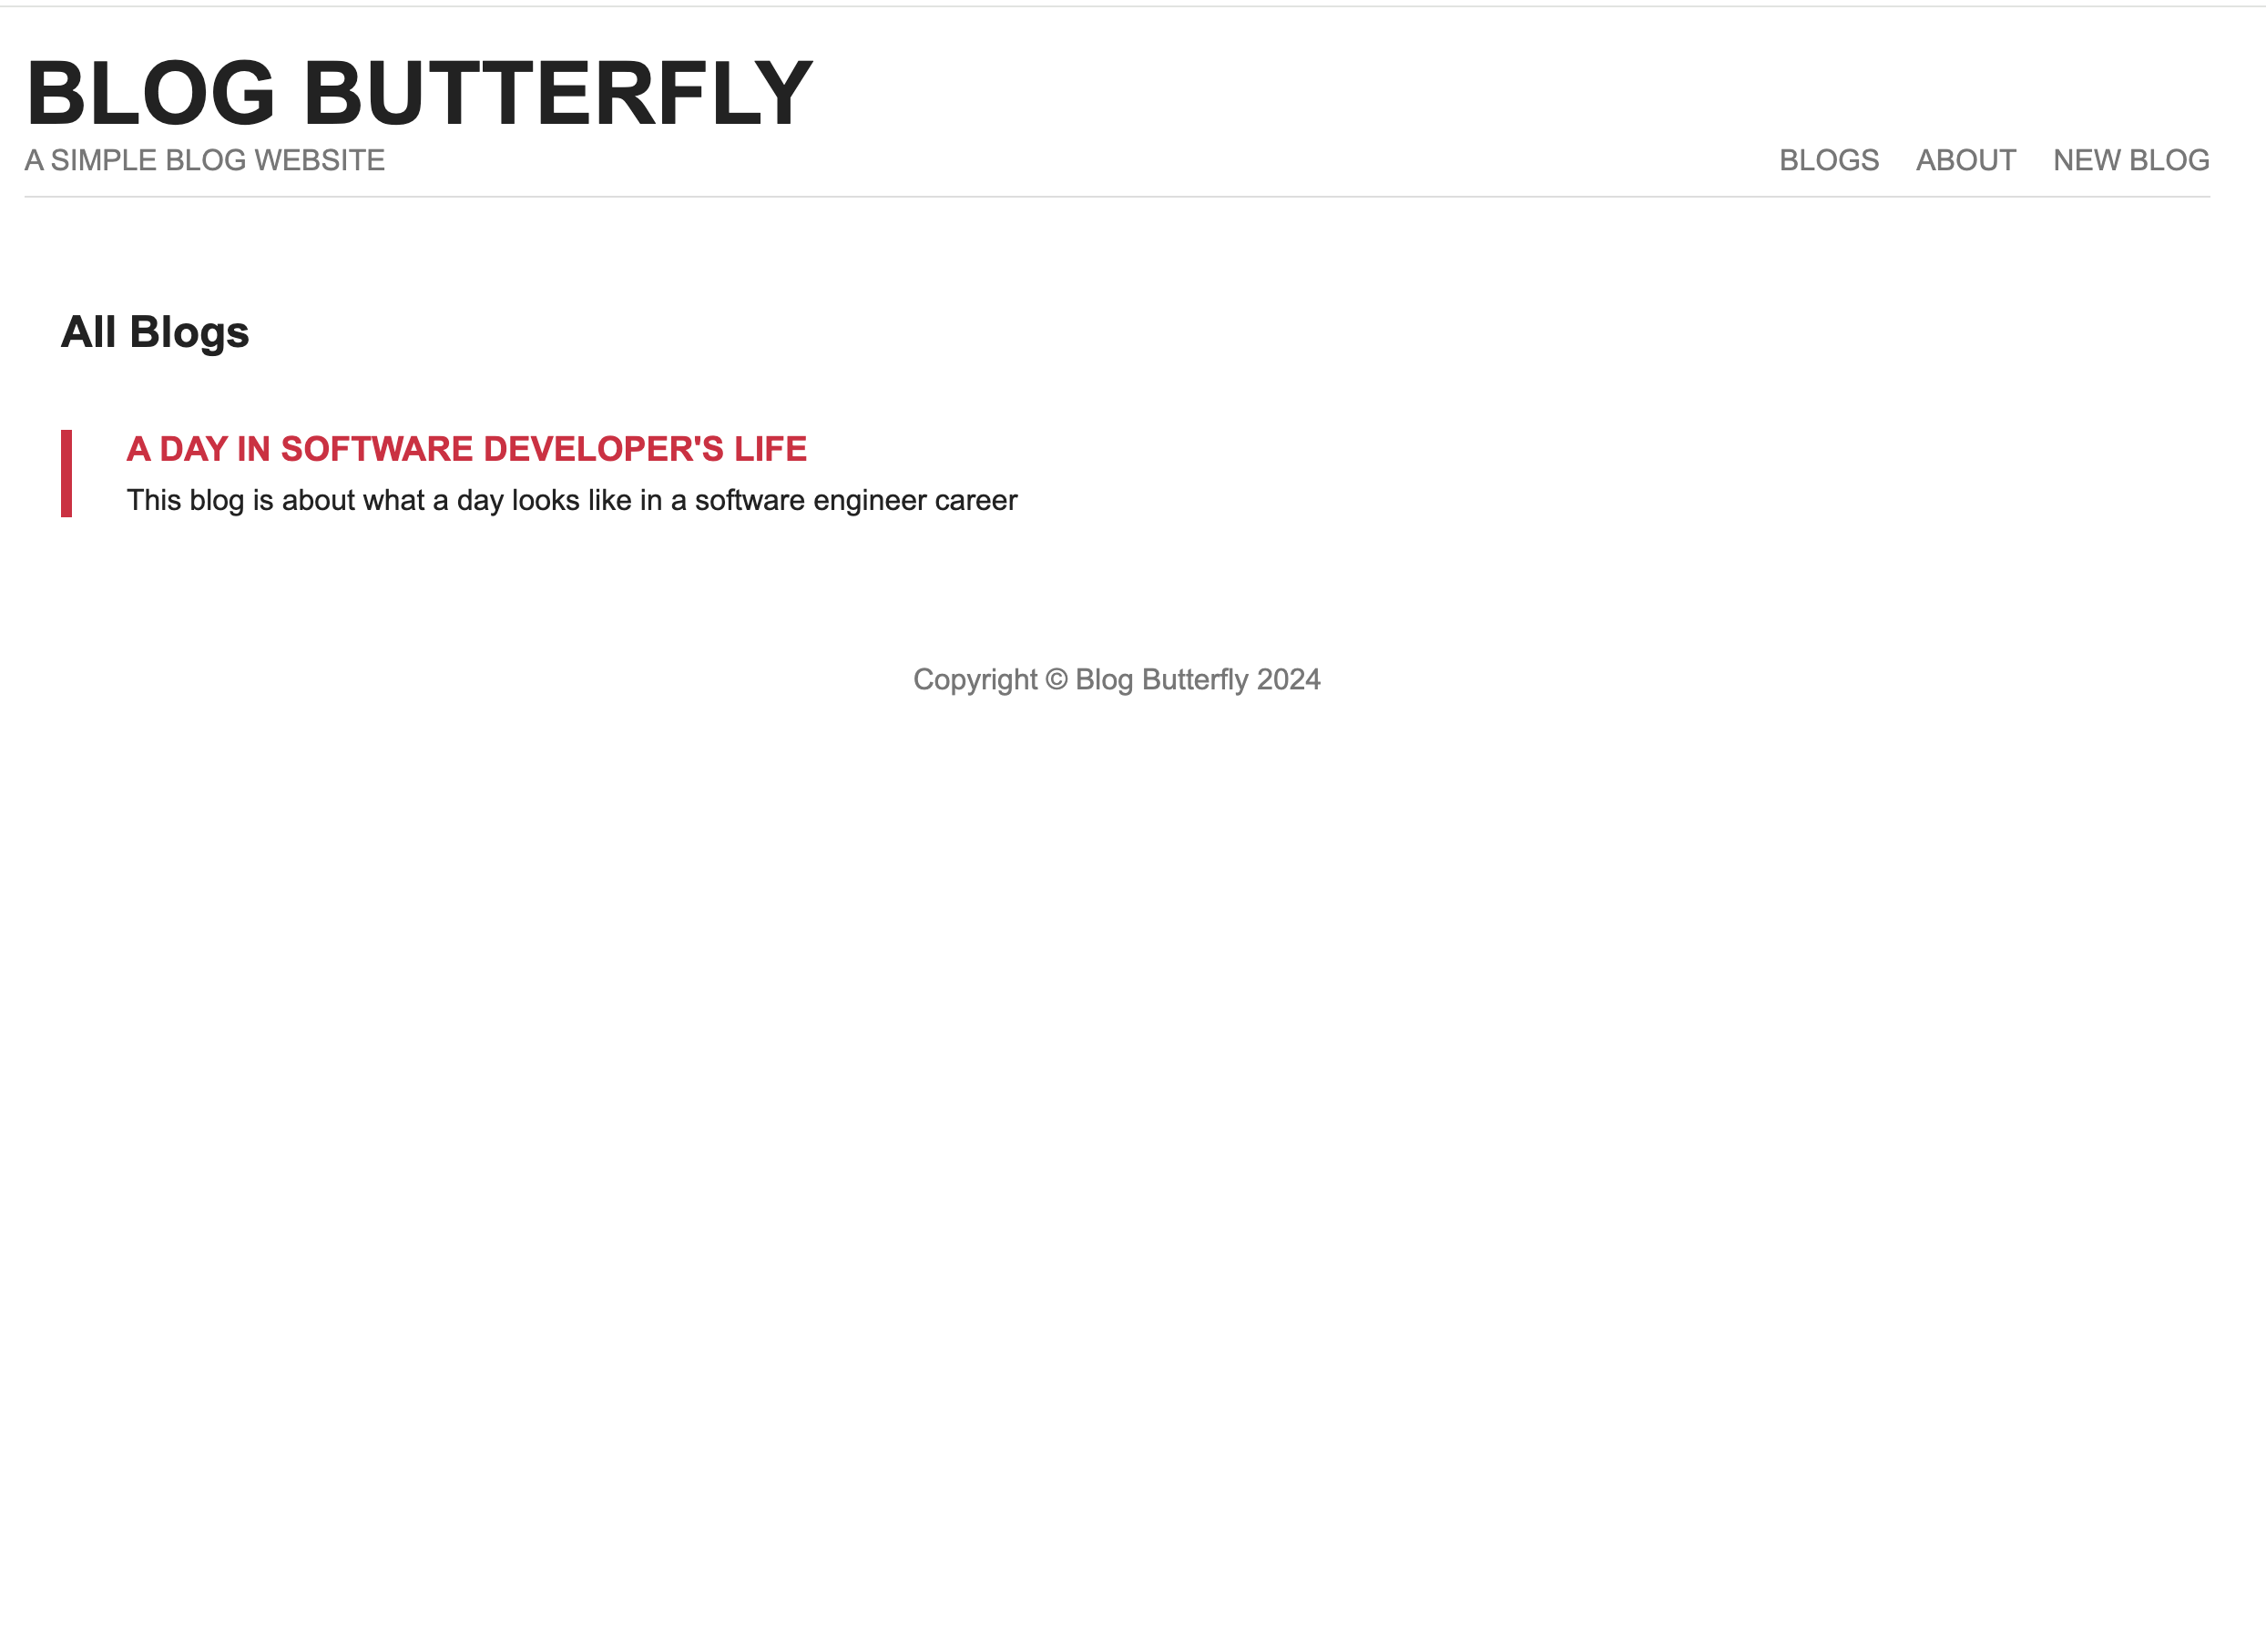 BLOG BUTTERFLY
A SIMPLE BLOG WEBSITE
BLOGS ABOUT NEW BLOG
All Blogs
A DAY IN SOFTWARE DEVELOPER'S LIFE
This blog is about what a day looks like in a software engineer career
Copyright © Blog Butterfly 2024